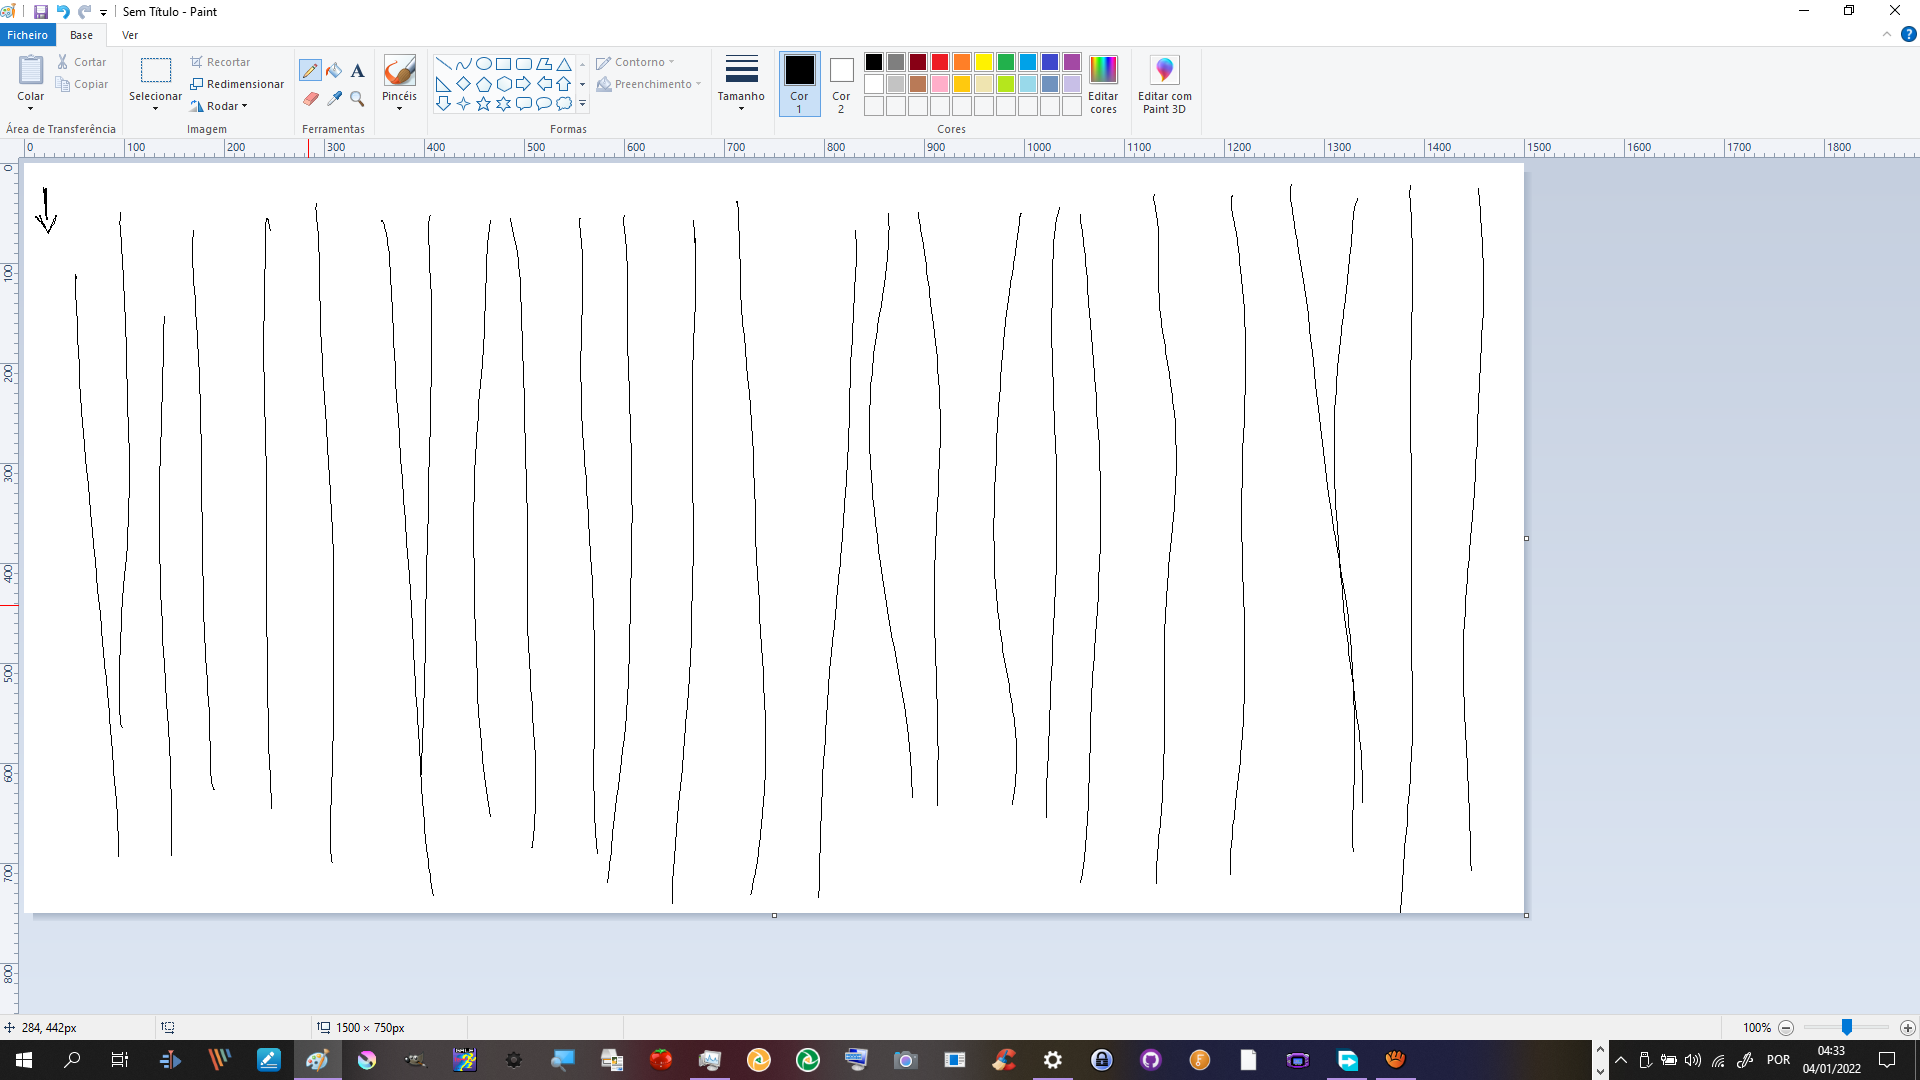 Sem Título - Paint
Ficheiro Base Ver
Colar
Cortar
Copiar
Área de Transferência
Selecionar
Recortar
Redimensionar
Rodar
Imagem
A
Ferramentas
Pincéis
Contorno
Preenchimento
Formas
Tamanho
Cor
1
Cor
2
Editar
cores
Cores
Editar com
Paint 3D
0 100 200 300 400 500 600 700 800 900 1000 1100 1200 1300 1400 1500 1600 1700 1800
0
100
200
300
400
500
600
700
800
284, 442px
1500 × 750px
100%
POR
04:33
04/01/2022